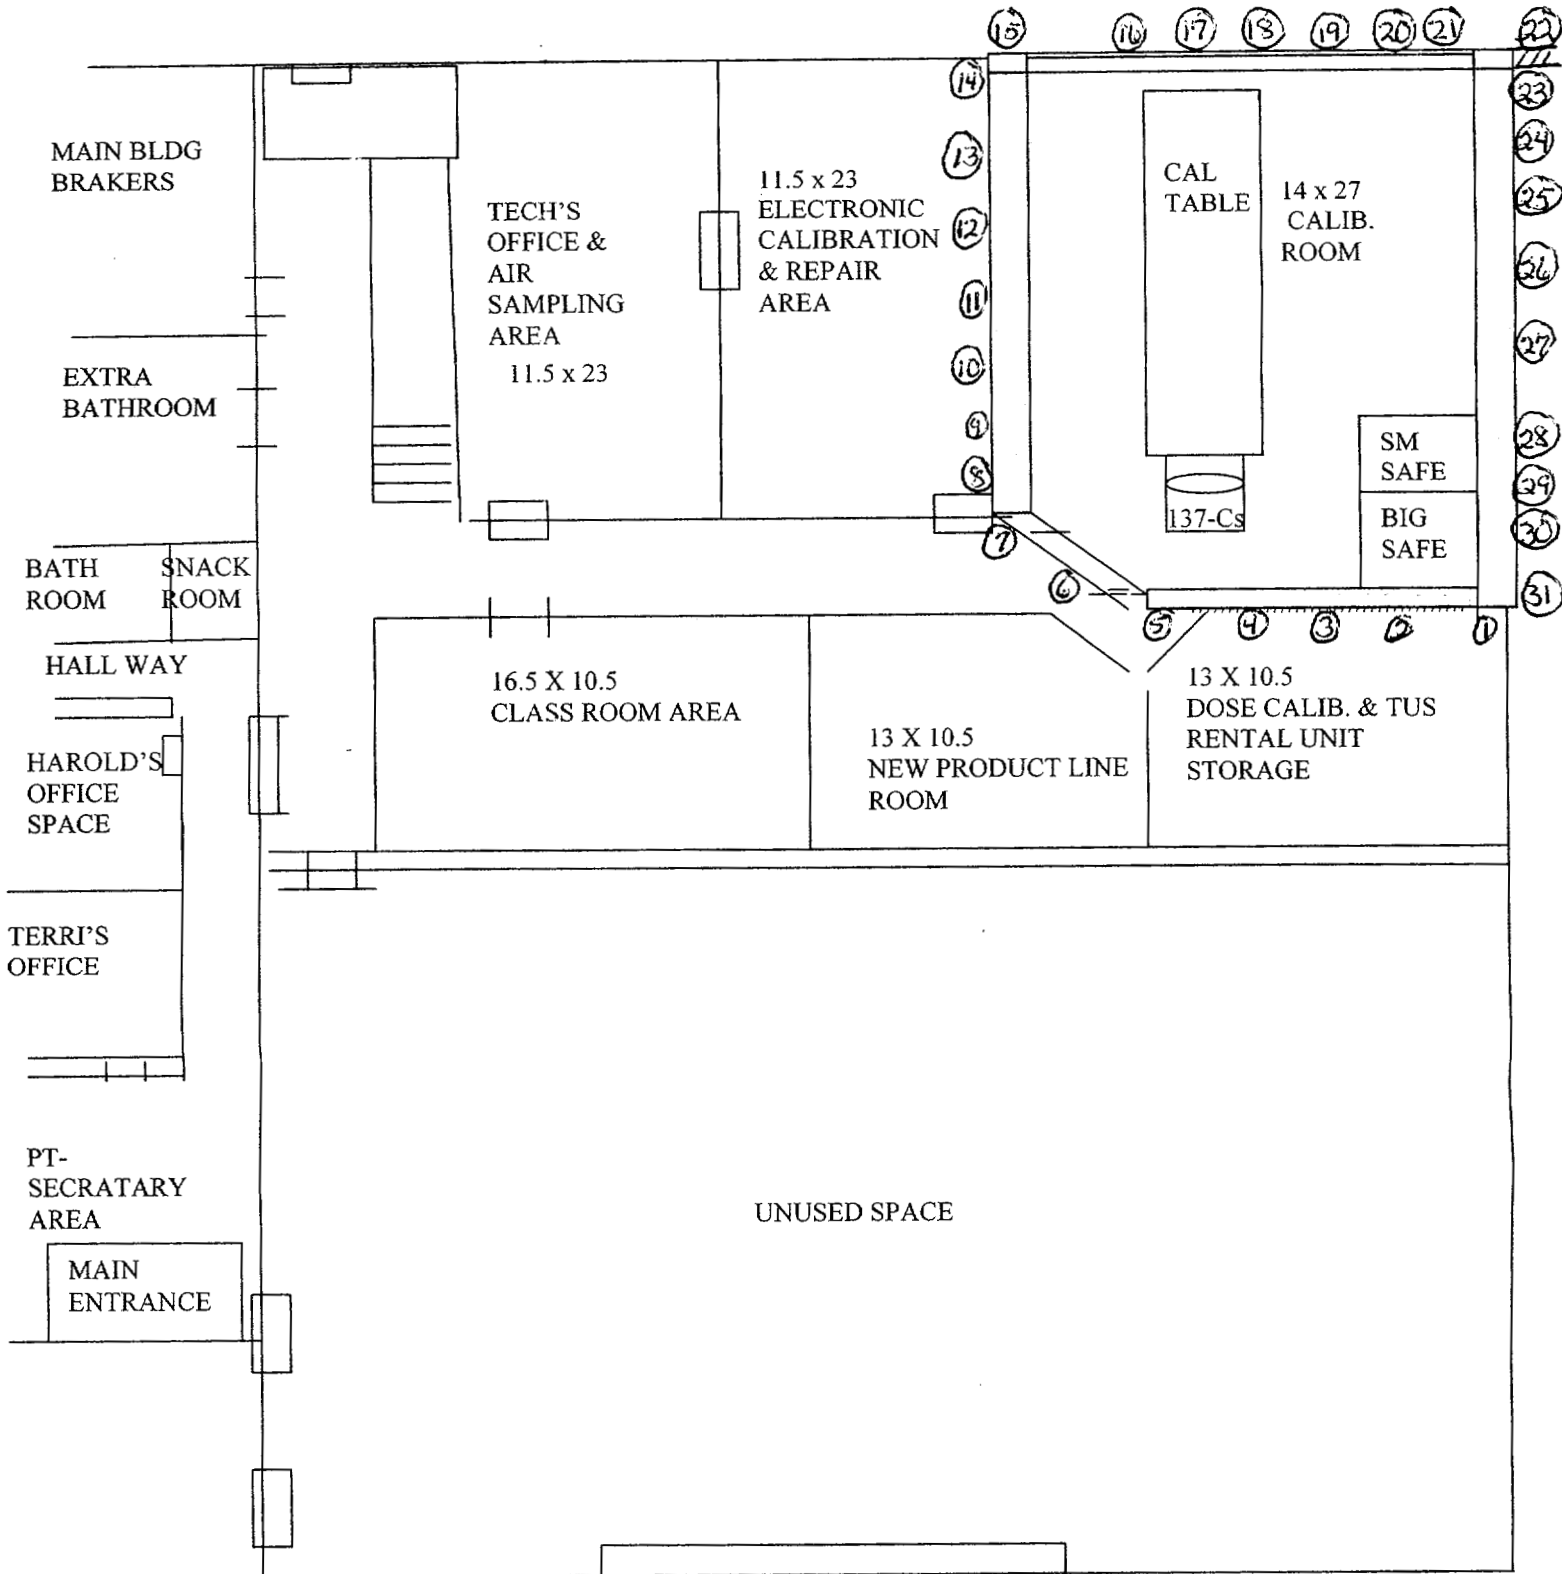 15
16
17
18
19
20
21
22
14
13
12
11
10
9
8
7
6
5
4
3
2
1
23
24
25
26
27
28
29
30
31
MAIN BLDG
BRAKERS
TECH'S
OFFICE &
AIR
SAMPLING
AREA
11.5 x 23
11.5 x 23
ELECTRONIC
CALIBRATION
& REPAIR
AREA
CAL
TABLE
14 x 27
CALIB.
ROOM
EXTRA
BATHROOM
SM
SAFE
BIG
SAFE
137-Cs
BATH
ROOM
SNACK
ROOM
HALL WAY
16.5 X 10.5
CLASS ROOM AREA
13 X 10.5
NEW PRODUCT LINE
ROOM
13 X 10.5
DOSE CALIB. & TUS
RENTAL UNIT
STORAGE
HAROLD'S
OFFICE
SPACE
TERRI'S
OFFICE
PT-
SECRATARY
AREA
MAIN
ENTRANCE
UNUSED SPACE